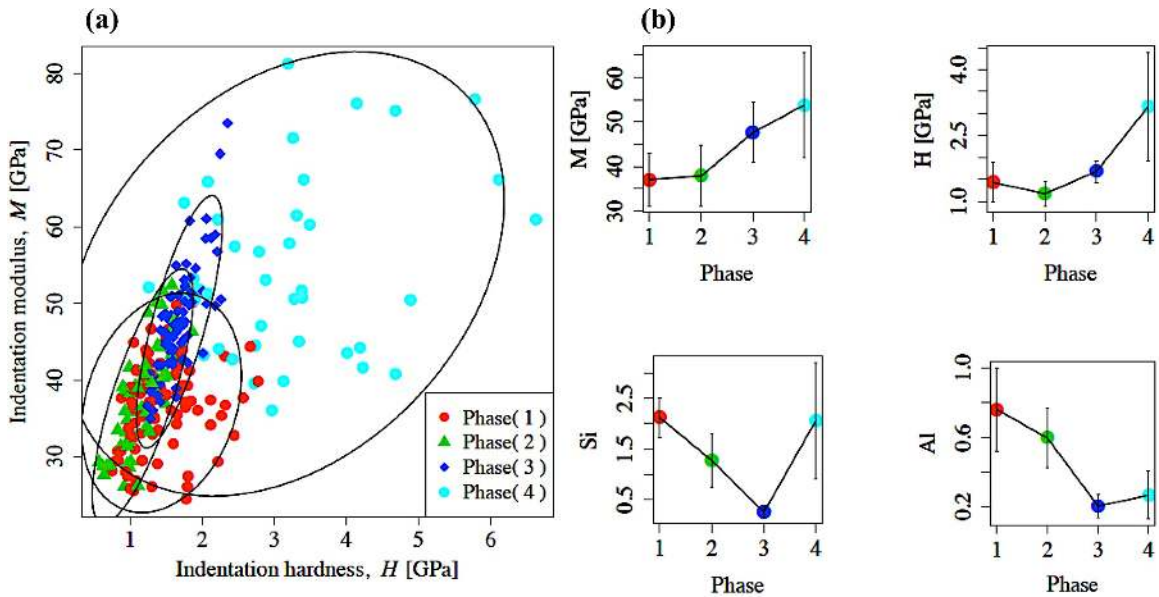 (a)
Indentation modulus, M [GPa]
80
70
60
50
40
30
1
2
3
4
5
6
Indentation hardness, H [GPa]
Phase(1)
Phase(2)
Phase(3)
Phase(4)
(b)
M [GPa]
60
50
40
30
1
2
3
4
Phase
H [GPa]
4.0
2.5
1.0
1
2
3
4
Phase
Si
2.5
1.5
0.5
1
2
3
4
Phase
Al
1.0
0.6
0.2
1
2
3
4
Phase